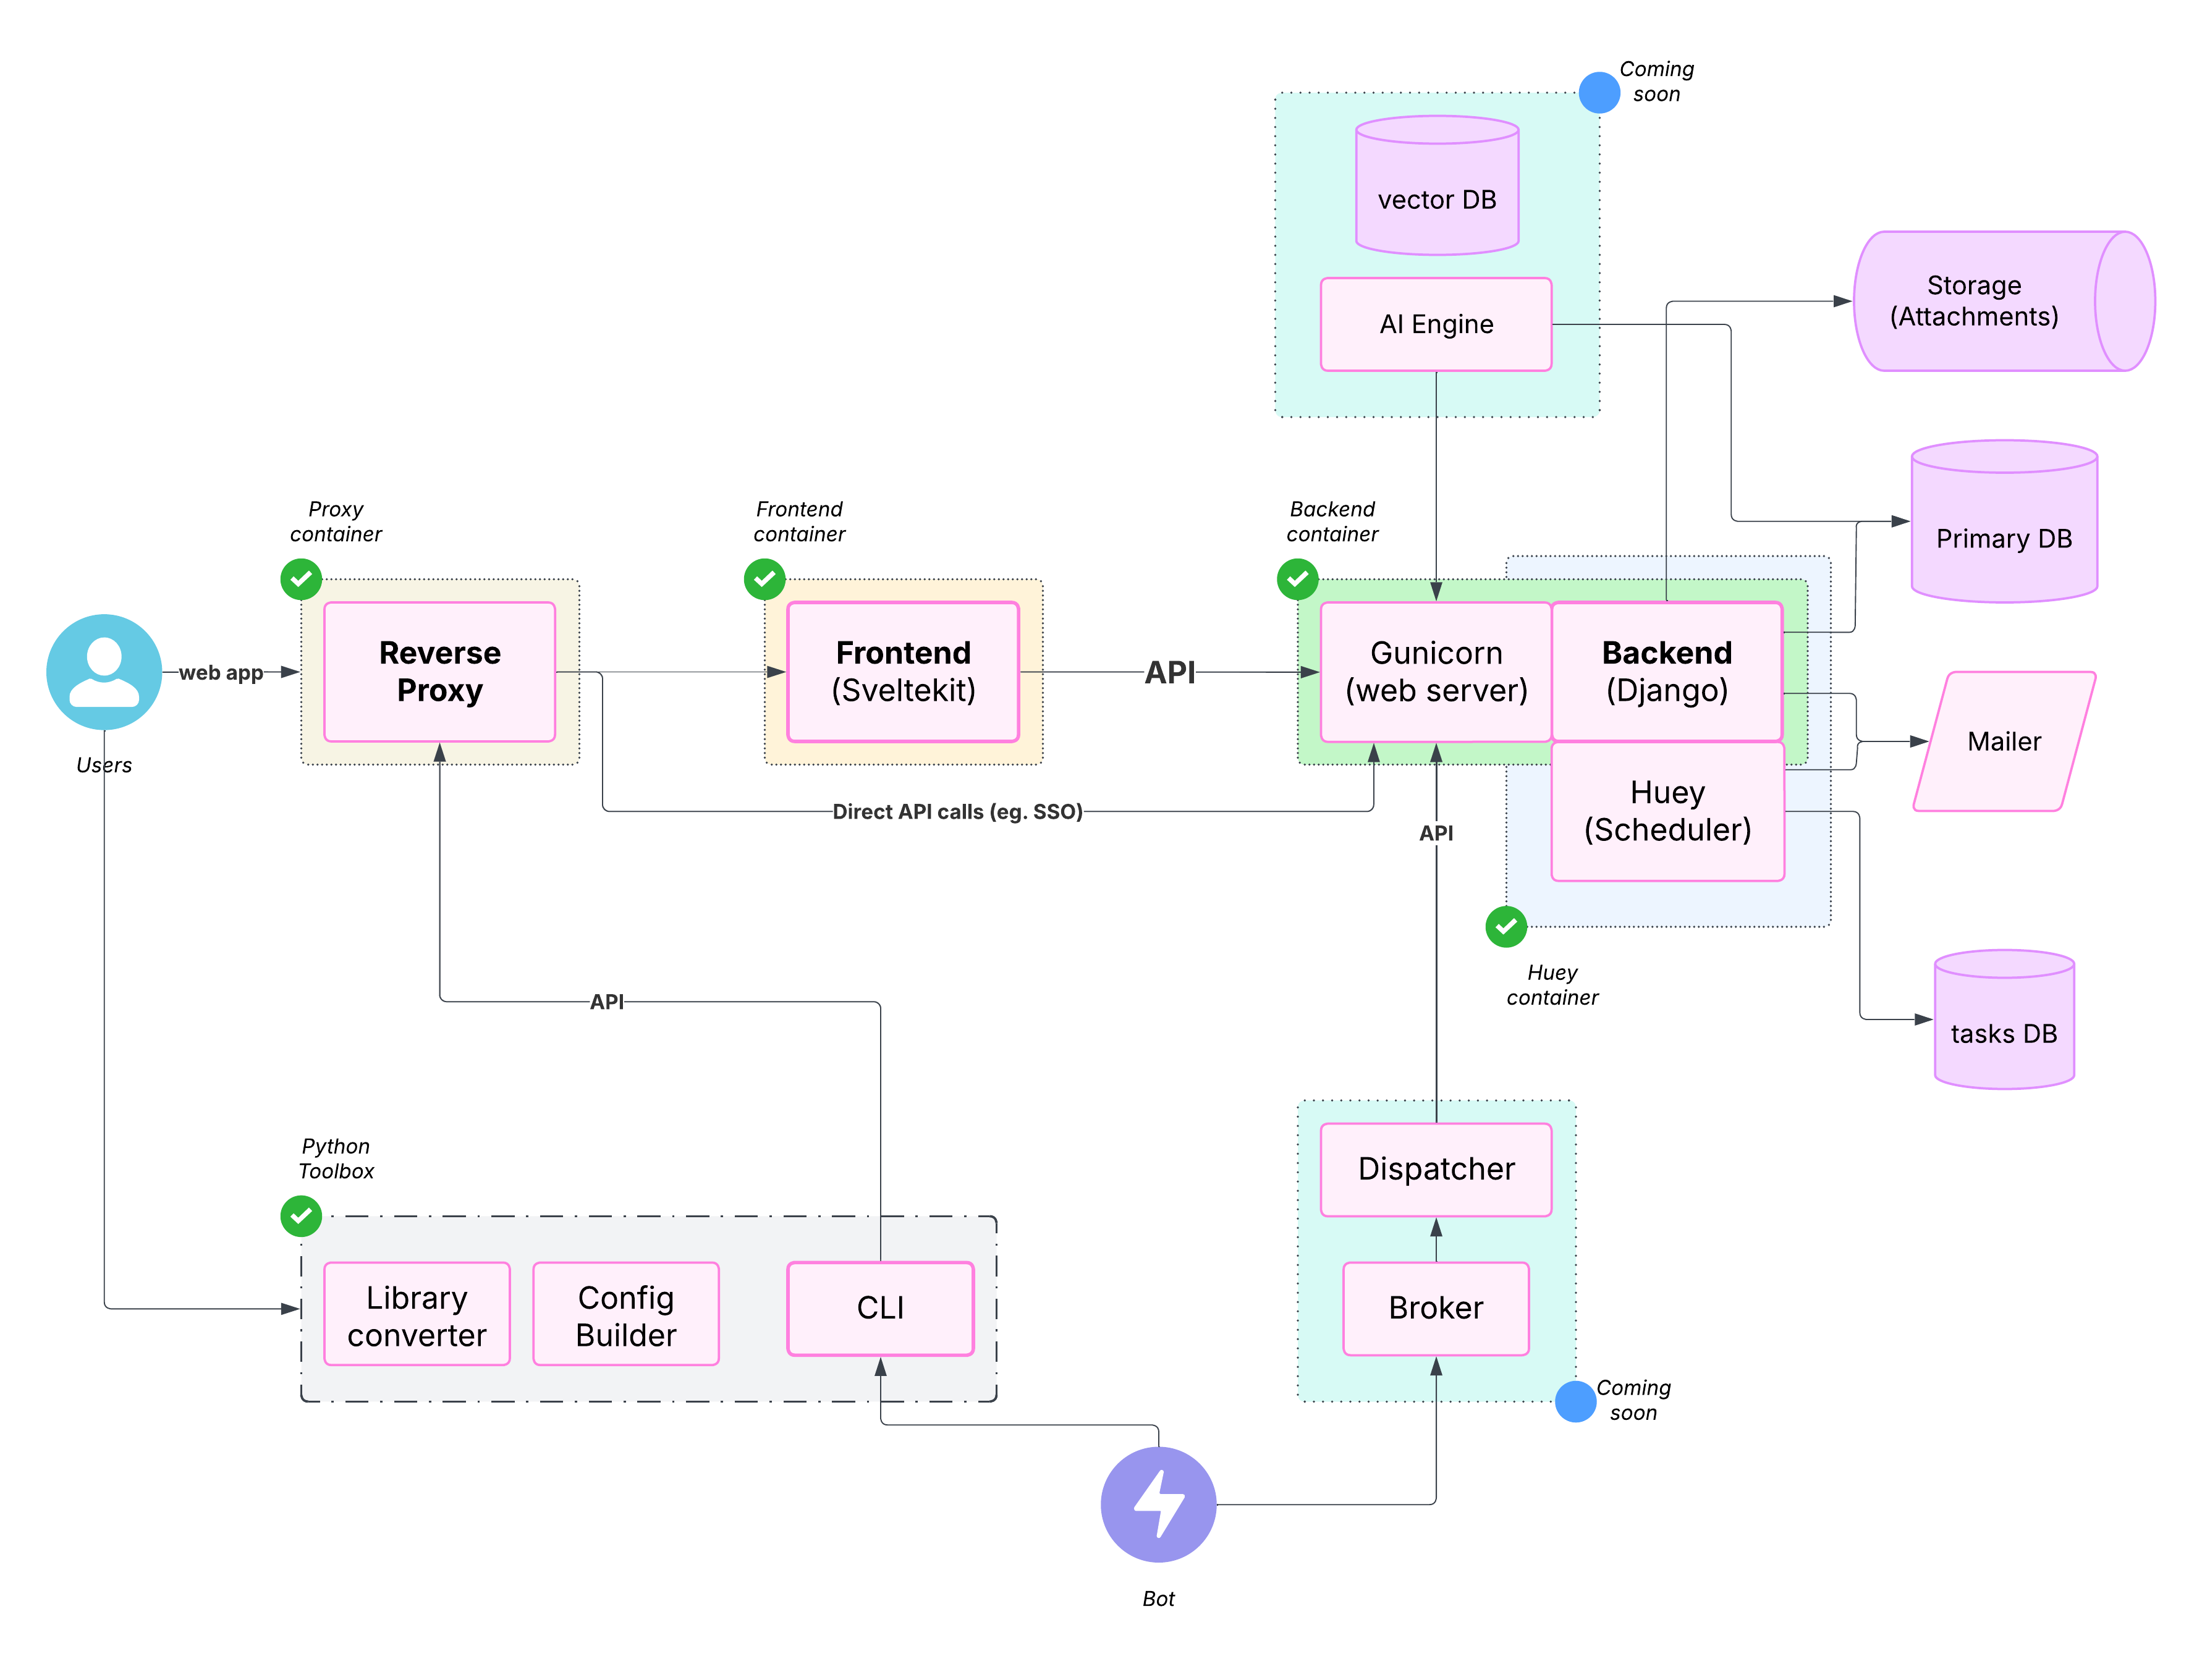 Coming
soon
vector DB
AI Engine
Storage
(Attachments)
Primary DB
Proxy
container
Frontend
container
Backend
container
Users
web app
Reverse
Proxy
Frontend
(Sveltekit)
API
Gunicorn
(web server)
Backend
(Django)
Mailer
Direct API calls (eg. SSO)
API
Huey
(Scheduler)
Huey
container
tasks DB
API
Python
Toolbox
Library
converter
Config
Builder
CLI
Dispatcher
Broker
Coming
soon
Bot